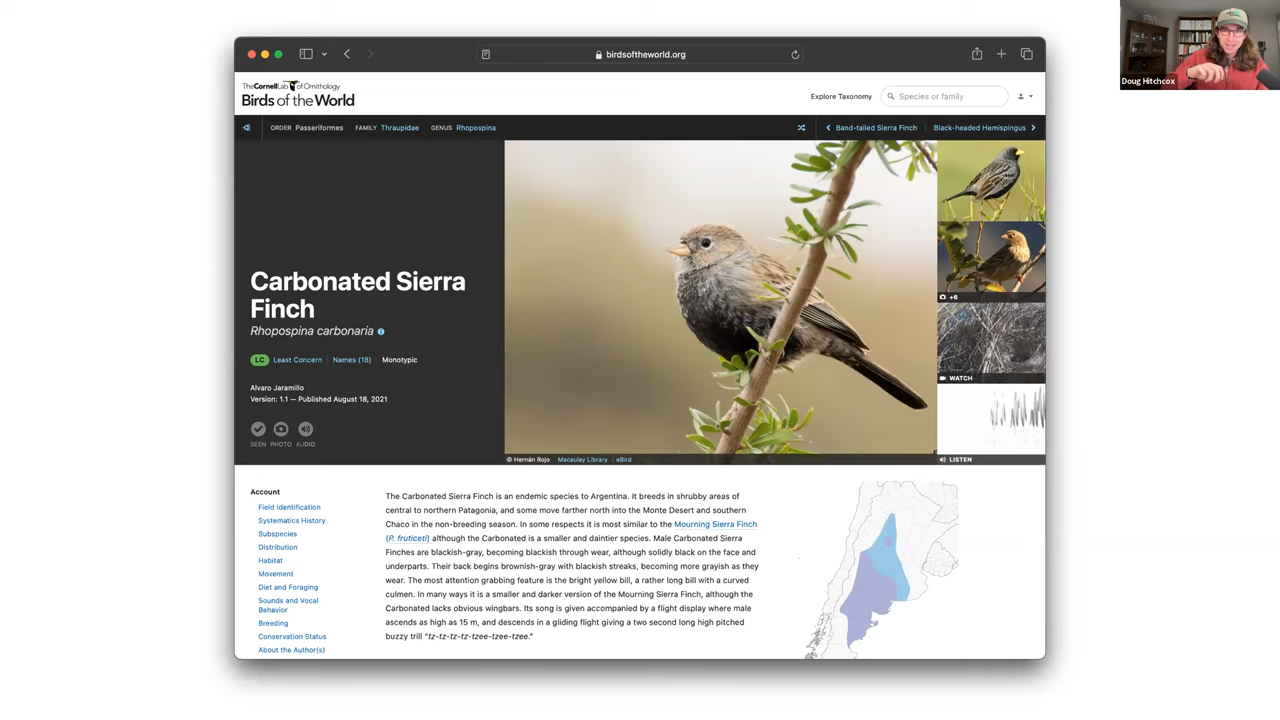 birdsoftheworld.org
Doug Hitchcox
TheCornellLab of Ornithology
Birds of the World
Explore Taxonomy
Species or family
ORDER Passeriformes FAMILY Thraupidae GENUS Rhopospina
Band-tailed Sierra Finch
Black-headed Hemispingus
Carbonated Sierra
Finch
Rhopospina carbonaria
LC Least Concern Names (18) Monotypic
Alvaro Jaramillo
Version: 1.1 — Published August 18, 2021
SEEN PHOTO AUDIO
+6
WATCH
LISTEN
© Hernán Rojo Macaulay Library eBird
Account
Field Identification
Systematics History
Subspecies
Distribution
Habitat
Movement
Diet and Foraging
Sounds and Vocal
Behavior
Breeding
Conservation Status
About the Author(s)
The Carbonated Sierra Finch is an endemic species to Argentina. It breeds in shrubby areas of
central to northern Patagonia, and some move farther north into the Monte Desert and southern
Chaco in the non-breeding season. In some respects it is most similar to the Mourning Sierra Finch
(P. fruticeti) although the Carbonated is a smaller and daintier species. Male Carbonated Sierra
Finches are blackish-gray, becoming blackish through wear, although solidly black on the face and
underparts. Their back begins brownish-gray with blackish streaks, becoming more grayish as they
wear. The most attention grabbing feature is the bright yellow bill, a rather long bill with a curved
culmen. In many ways it is a smaller and darker version of the Mourning Sierra Finch, although the
Carbonated lacks obvious wingbars. Its song is given accompanied by a flight display where male
ascends as high as 15 m, and descends in a gliding flight giving a two second long high pitched
buzzy trill “tz-tz-tz-tz-tzee-tzee-tzee.”